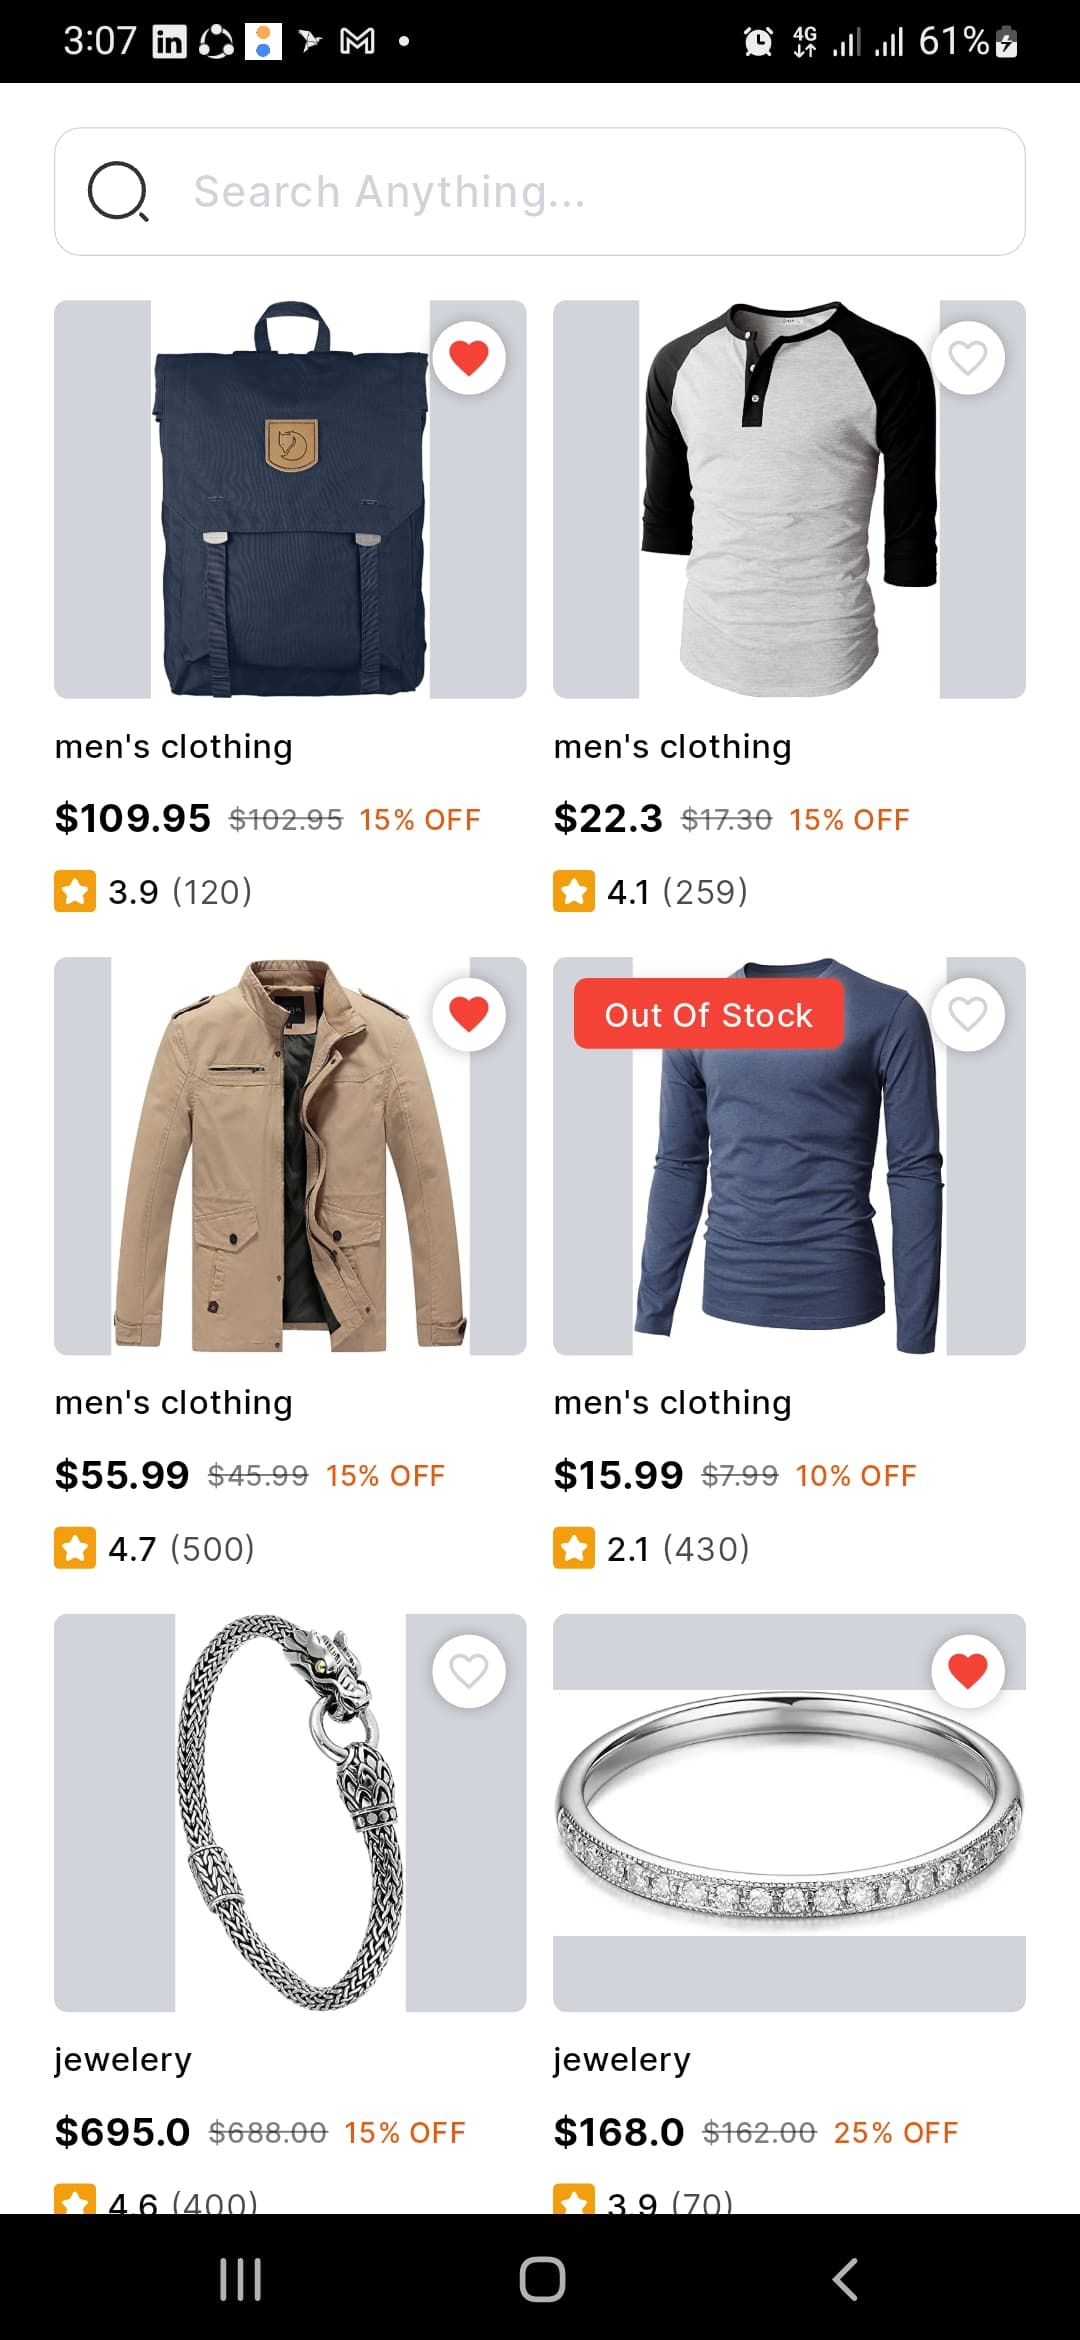 3:07 4G 61%
Search Anything...
men's clothing
$109.95 $102.95 15% OFF
3.9 (120)
men's clothing
$22.3 $17.30 15% OFF
4.1 (259)
men's clothing
$55.99 $45.99 15% OFF
4.7 (500)
Out Of Stock
men's clothing
$15.99 $7.99 10% OFF
2.1 (430)
jewelery
$695.0 $688.00 15% OFF
4.6 (400)
jewelery
$168.0 $162.00 25% OFF
3.9 (70)